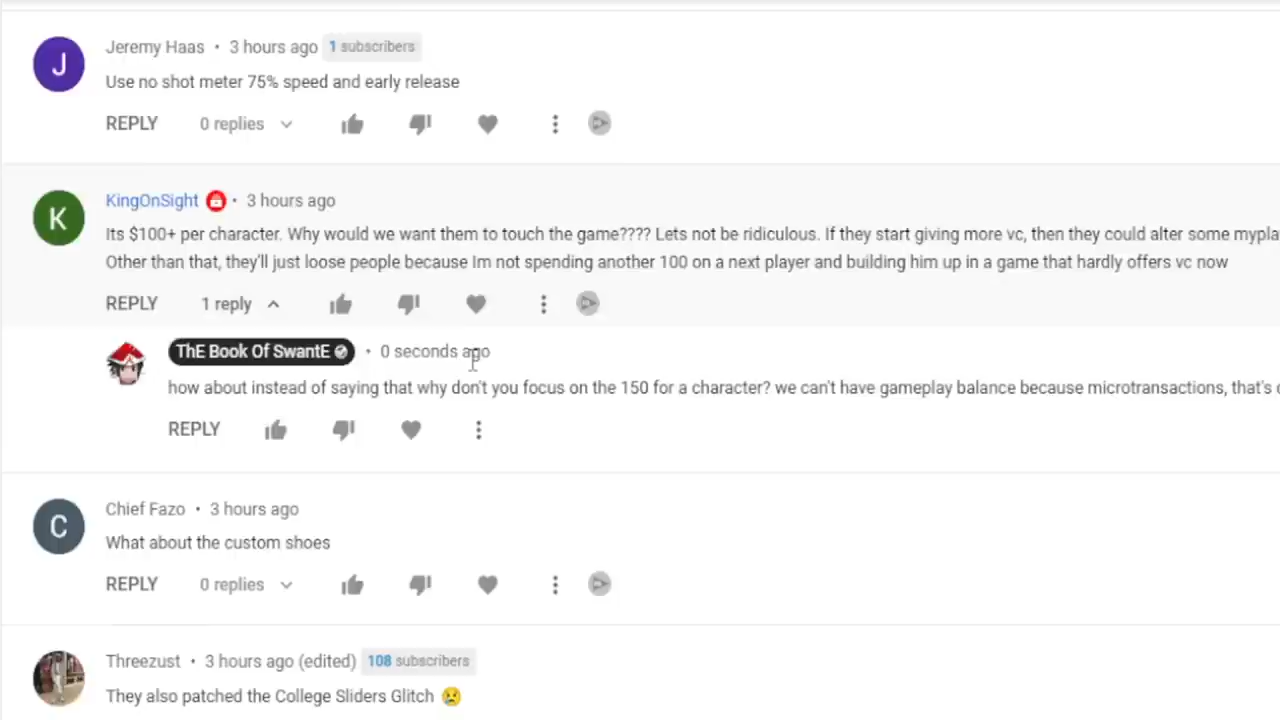 J
Jeremy Haas • 3 hours ago 1 subscribers
Use no shot meter 75% speed and early release
REPLY 0 replies
K
KingOnSight • 3 hours ago
Its $100+ per character. Why would we want them to touch the game???? Lets not be ridiculous. If they start giving more vc, then they could alter some
Other than that, they'll just loose people because Im not spending another 100 on a next player and building him up in a game that hardly offers vc now
REPLY 1 reply
ThE Book Of SwantE • 0 seconds ago
how about instead of saying that why don't you focus on the 150 for a character? we can't have gameplay balance because microtransactions, that's
REPLY
C
Chief Fazo • 3 hours ago
What about the custom shoes
REPLY 0 replies
Threezust • 3 hours ago (edited) 108 subscribers
They also patched the College Sliders Glitch 😢